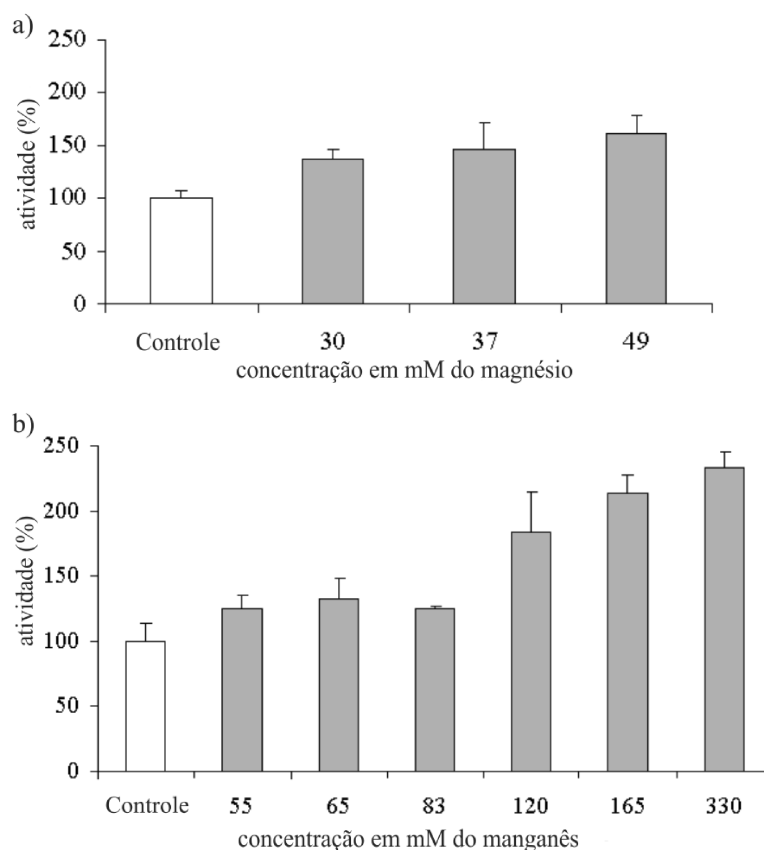 a)
250
200
150
100
50
0
atividade (%)
Controle 30 37 49
concentração em mM do magnésio
b)
250
200
150
100
50
0
atividade (%)
Controle 55 65 83 120 165 330
concentração em mM do manganês